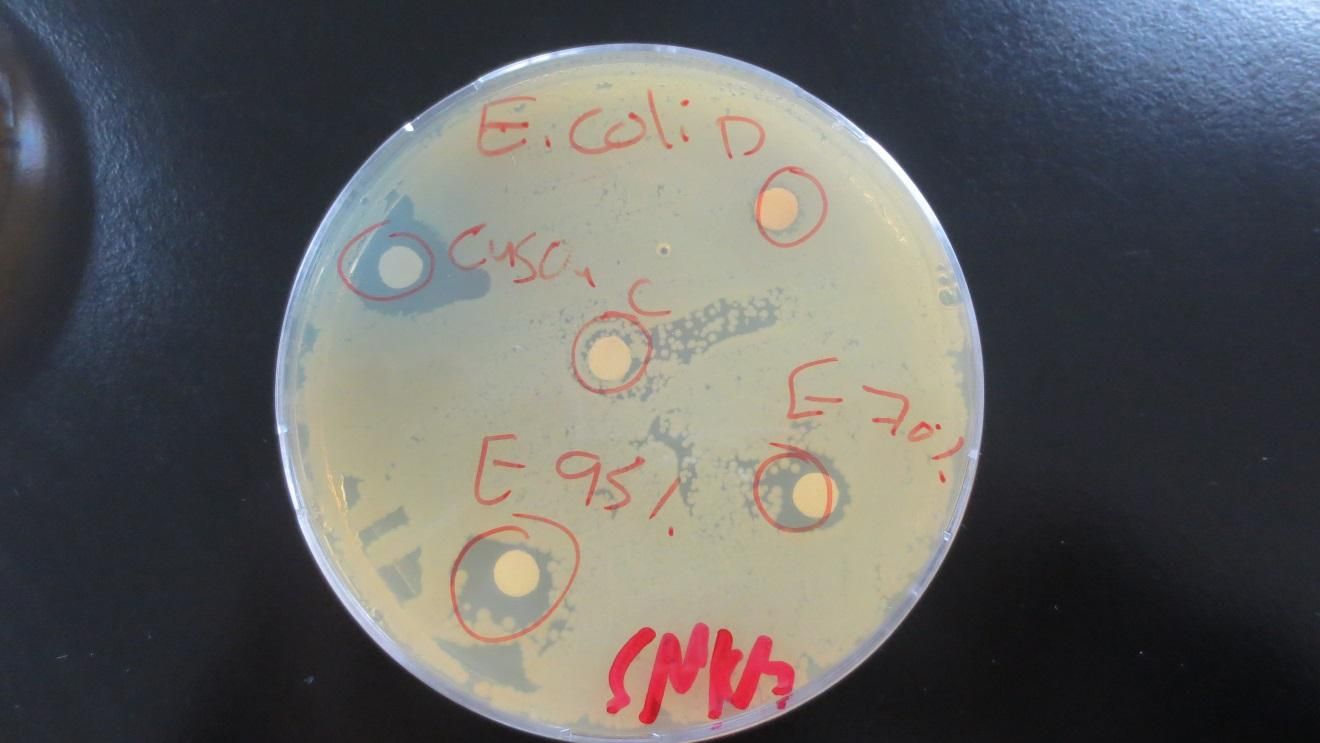 E. coli D
CuSO4
C
E 70%
E 95%